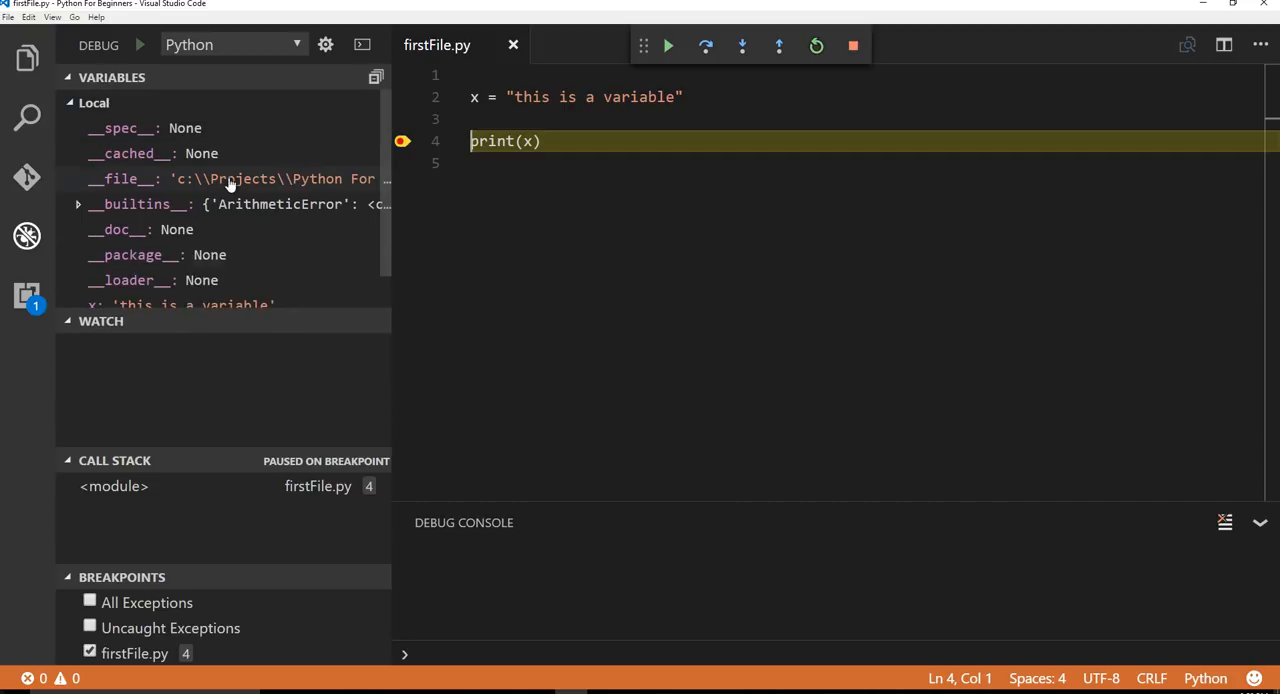 firstFile.py - Python For Beginners - Visual Studio Code
File Edit View Go Help
DEBUG Python
VARIABLES
Local
__spec__: None
__cached__: None
__file__: 'c:\\Projects\\Python For …
__builtins__: {'ArithmeticError': <c…
__doc__: None
__package__: None
__loader__: None
x: 'this is a variable'
WATCH
CALL STACK PAUSED ON BREAKPOINT
<module> firstFile.py 4
BREAKPOINTS
All Exceptions
Uncaught Exceptions
firstFile.py 4
1
firstFile.py
1
2 x = "this is a variable"
3
4 print(x)
5
DEBUG CONSOLE
0 0 Ln 4, Col 1 Spaces: 4 UTF-8 CRLF Python